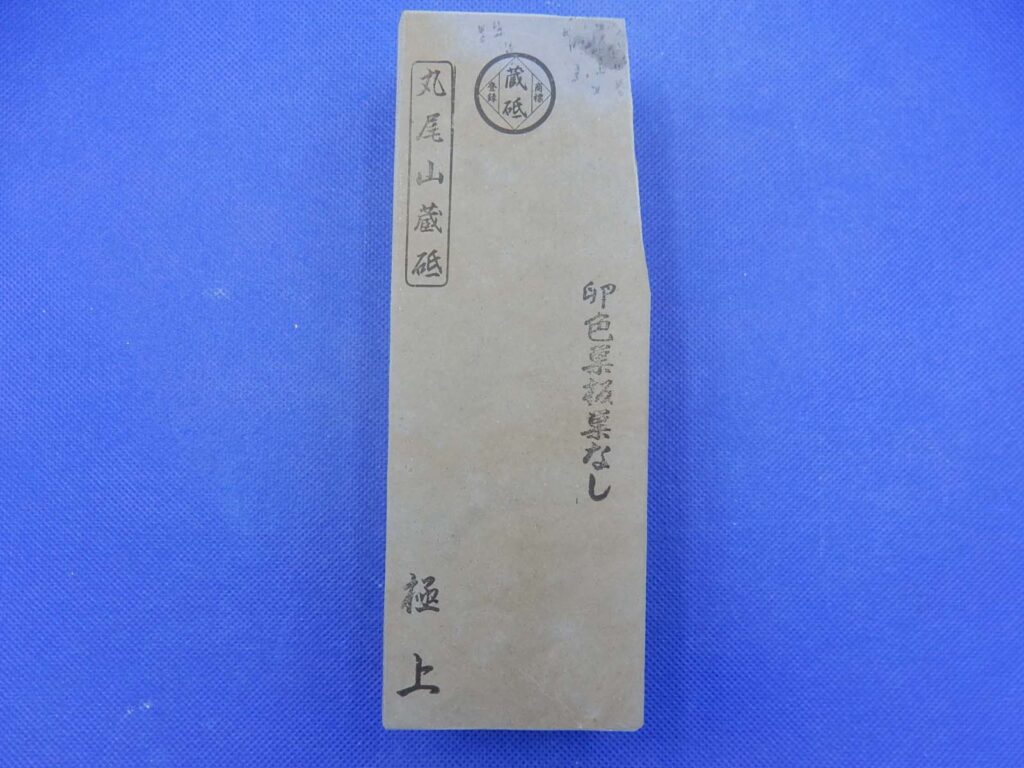 丸尾山蔵砥
蔵砥
登録
商標
卵色巣板巣なし
極上